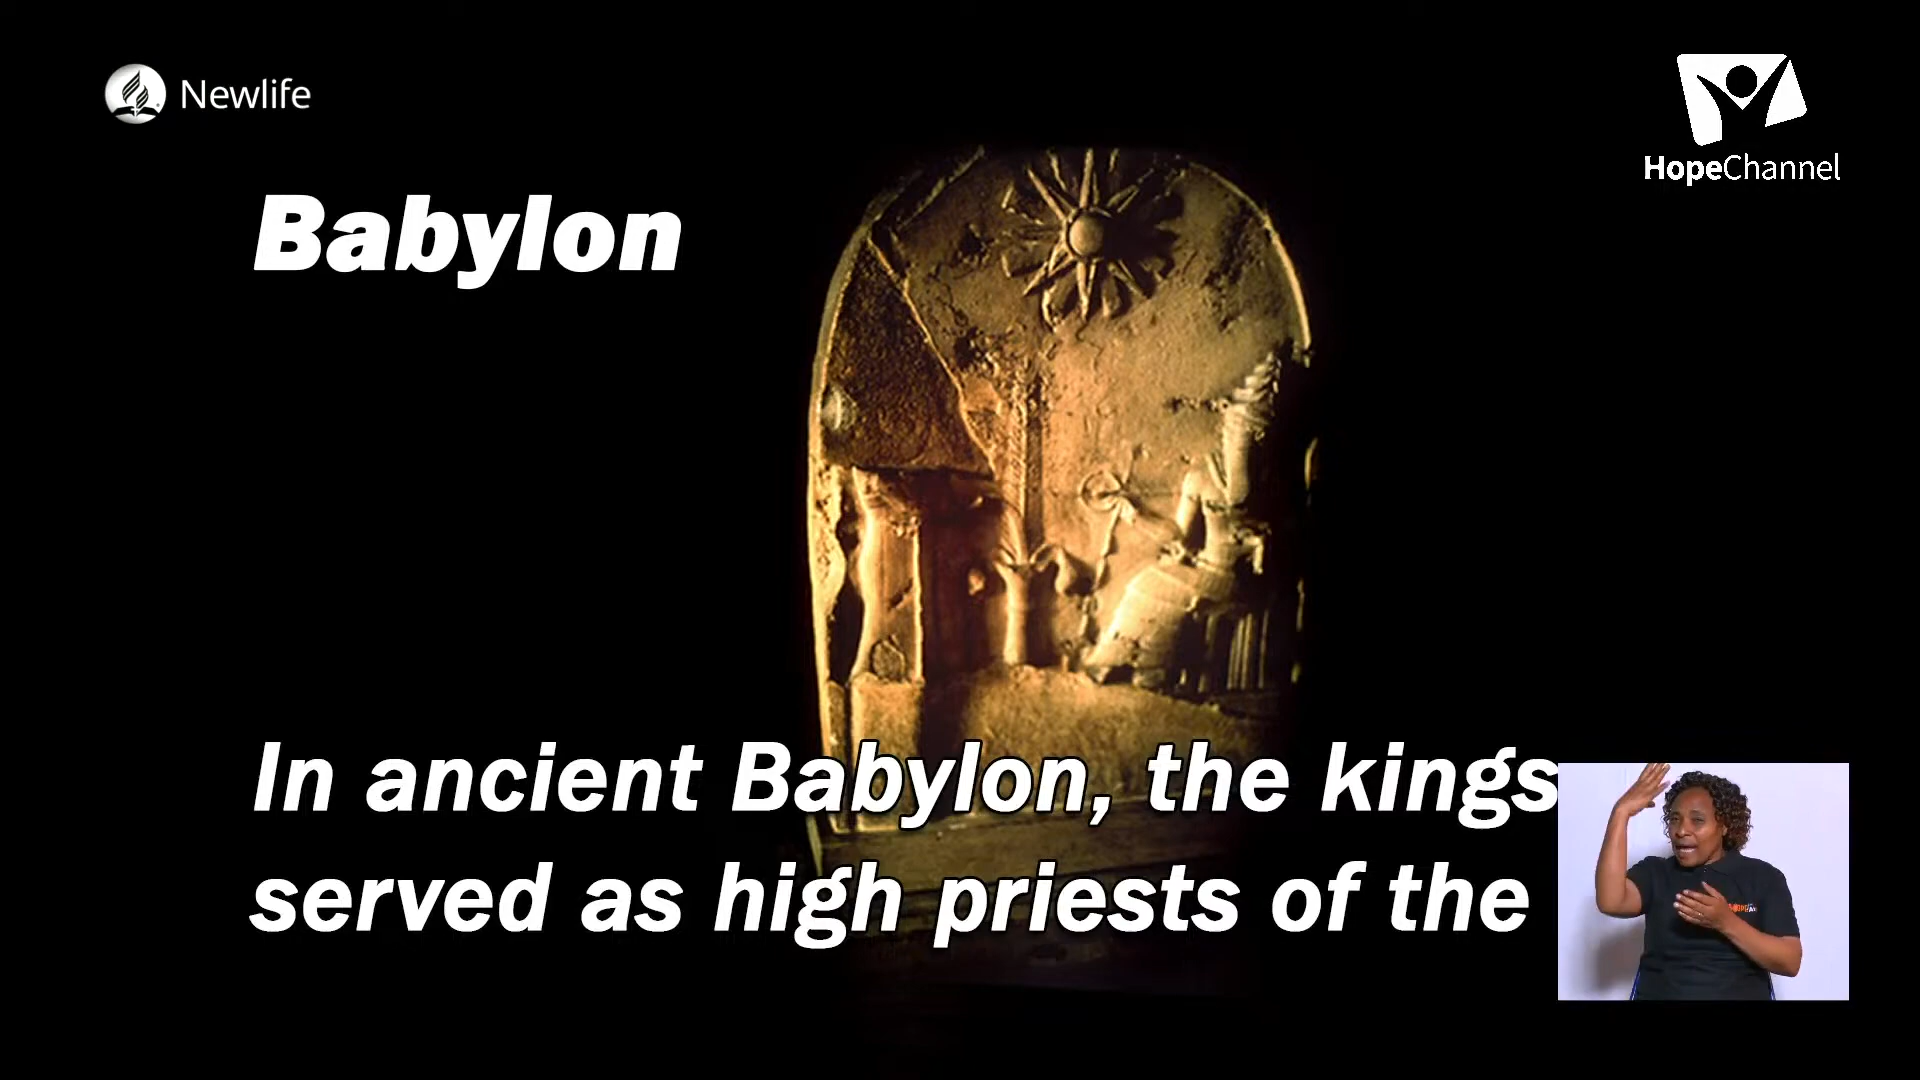 Newlife
HopeChannel
Babylon
In ancient Babylon, the kings
served as high priests of the